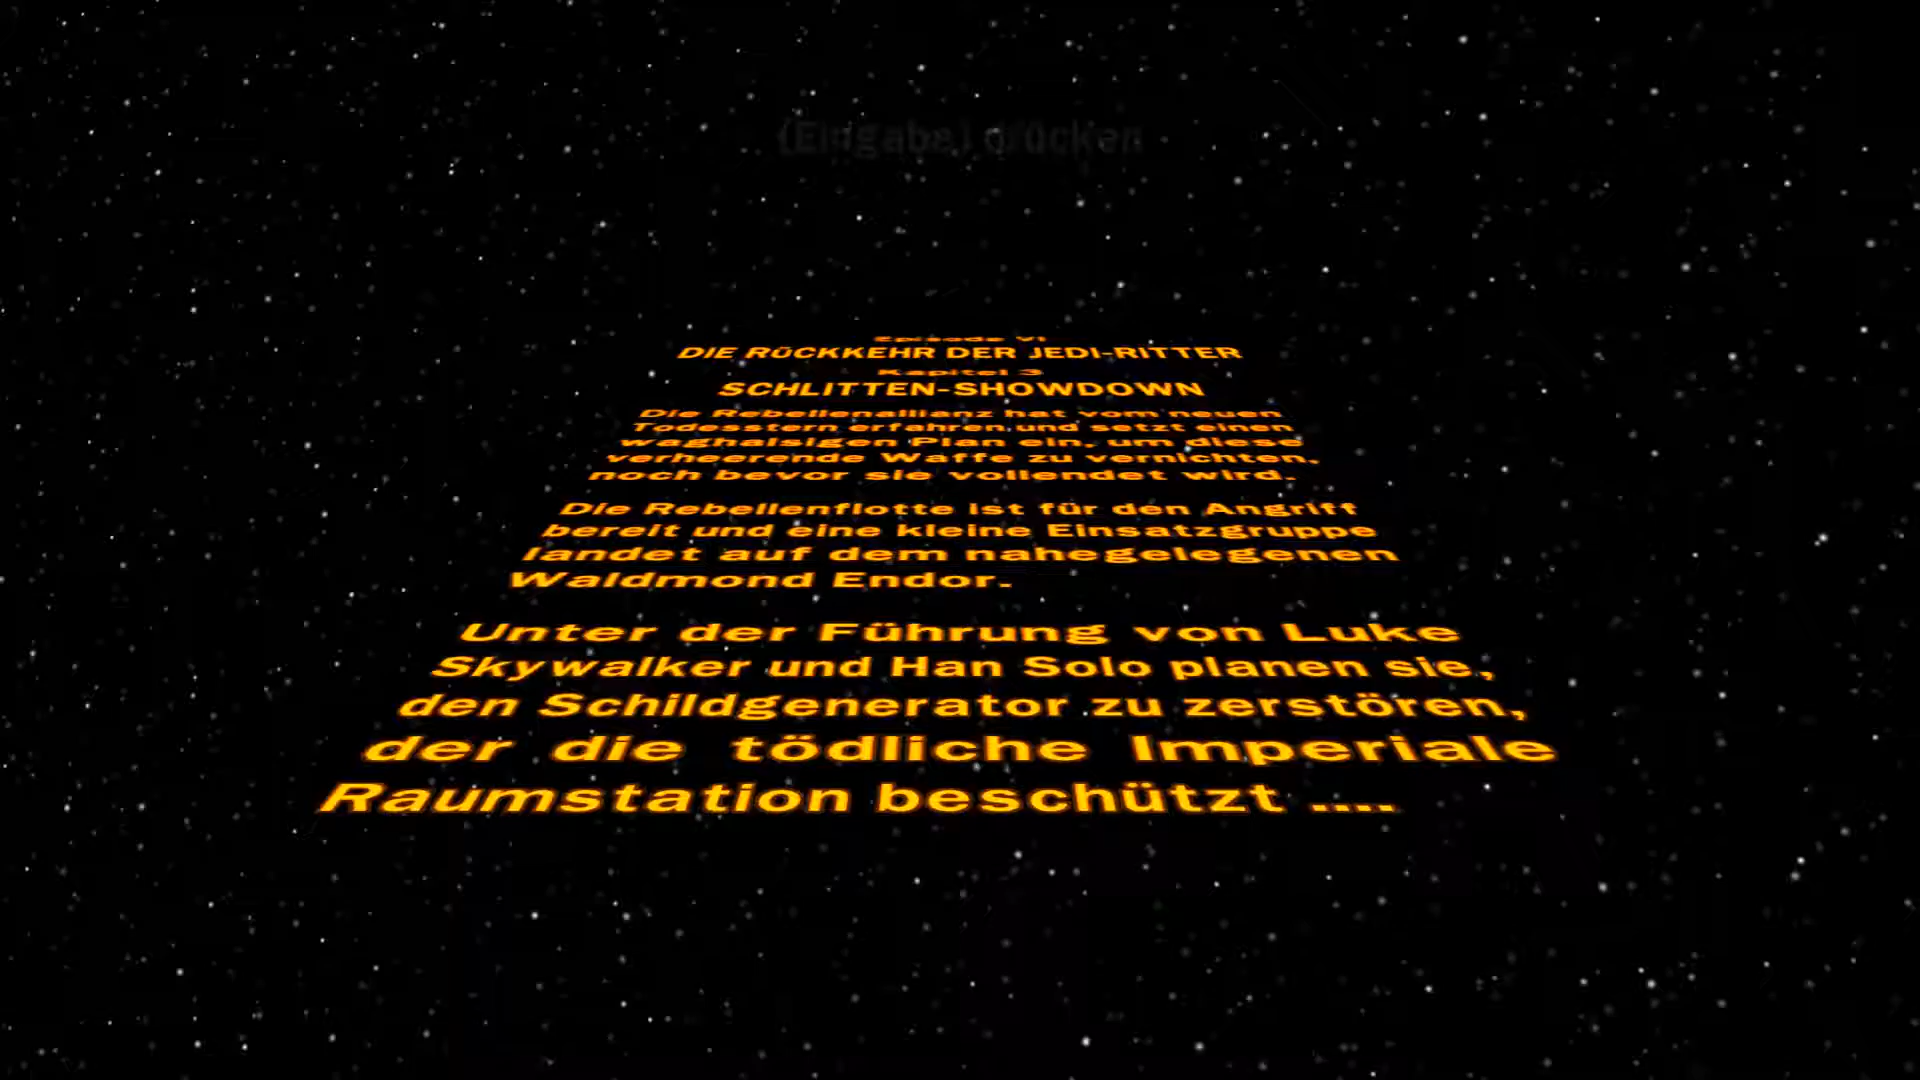 (Eingabe) drücken
Episode VI
DIE RÜCKKEHR DER JEDI-RITTER
Kapitel 3
SCHLITTEN-SHOWDOWN
Die Rebellenallianz hat vom neuen
Todesstern erfahren und setzt einen
waghalsigen Plan ein, um diese
verheerende Waffe zu vernichten,
noch bevor sie vollendet wird.
Die Rebellenflotte ist für den Angriff
bereit und eine kleine Einsatzgruppe
landet auf dem nahegelegenen
Waldmond Endor.
Unter der Führung von Luke
Skywalker und Han Solo planen sie,
den Schildgenerator zu zerstören,
der die tödliche Imperiale
Raumstation beschützt ....